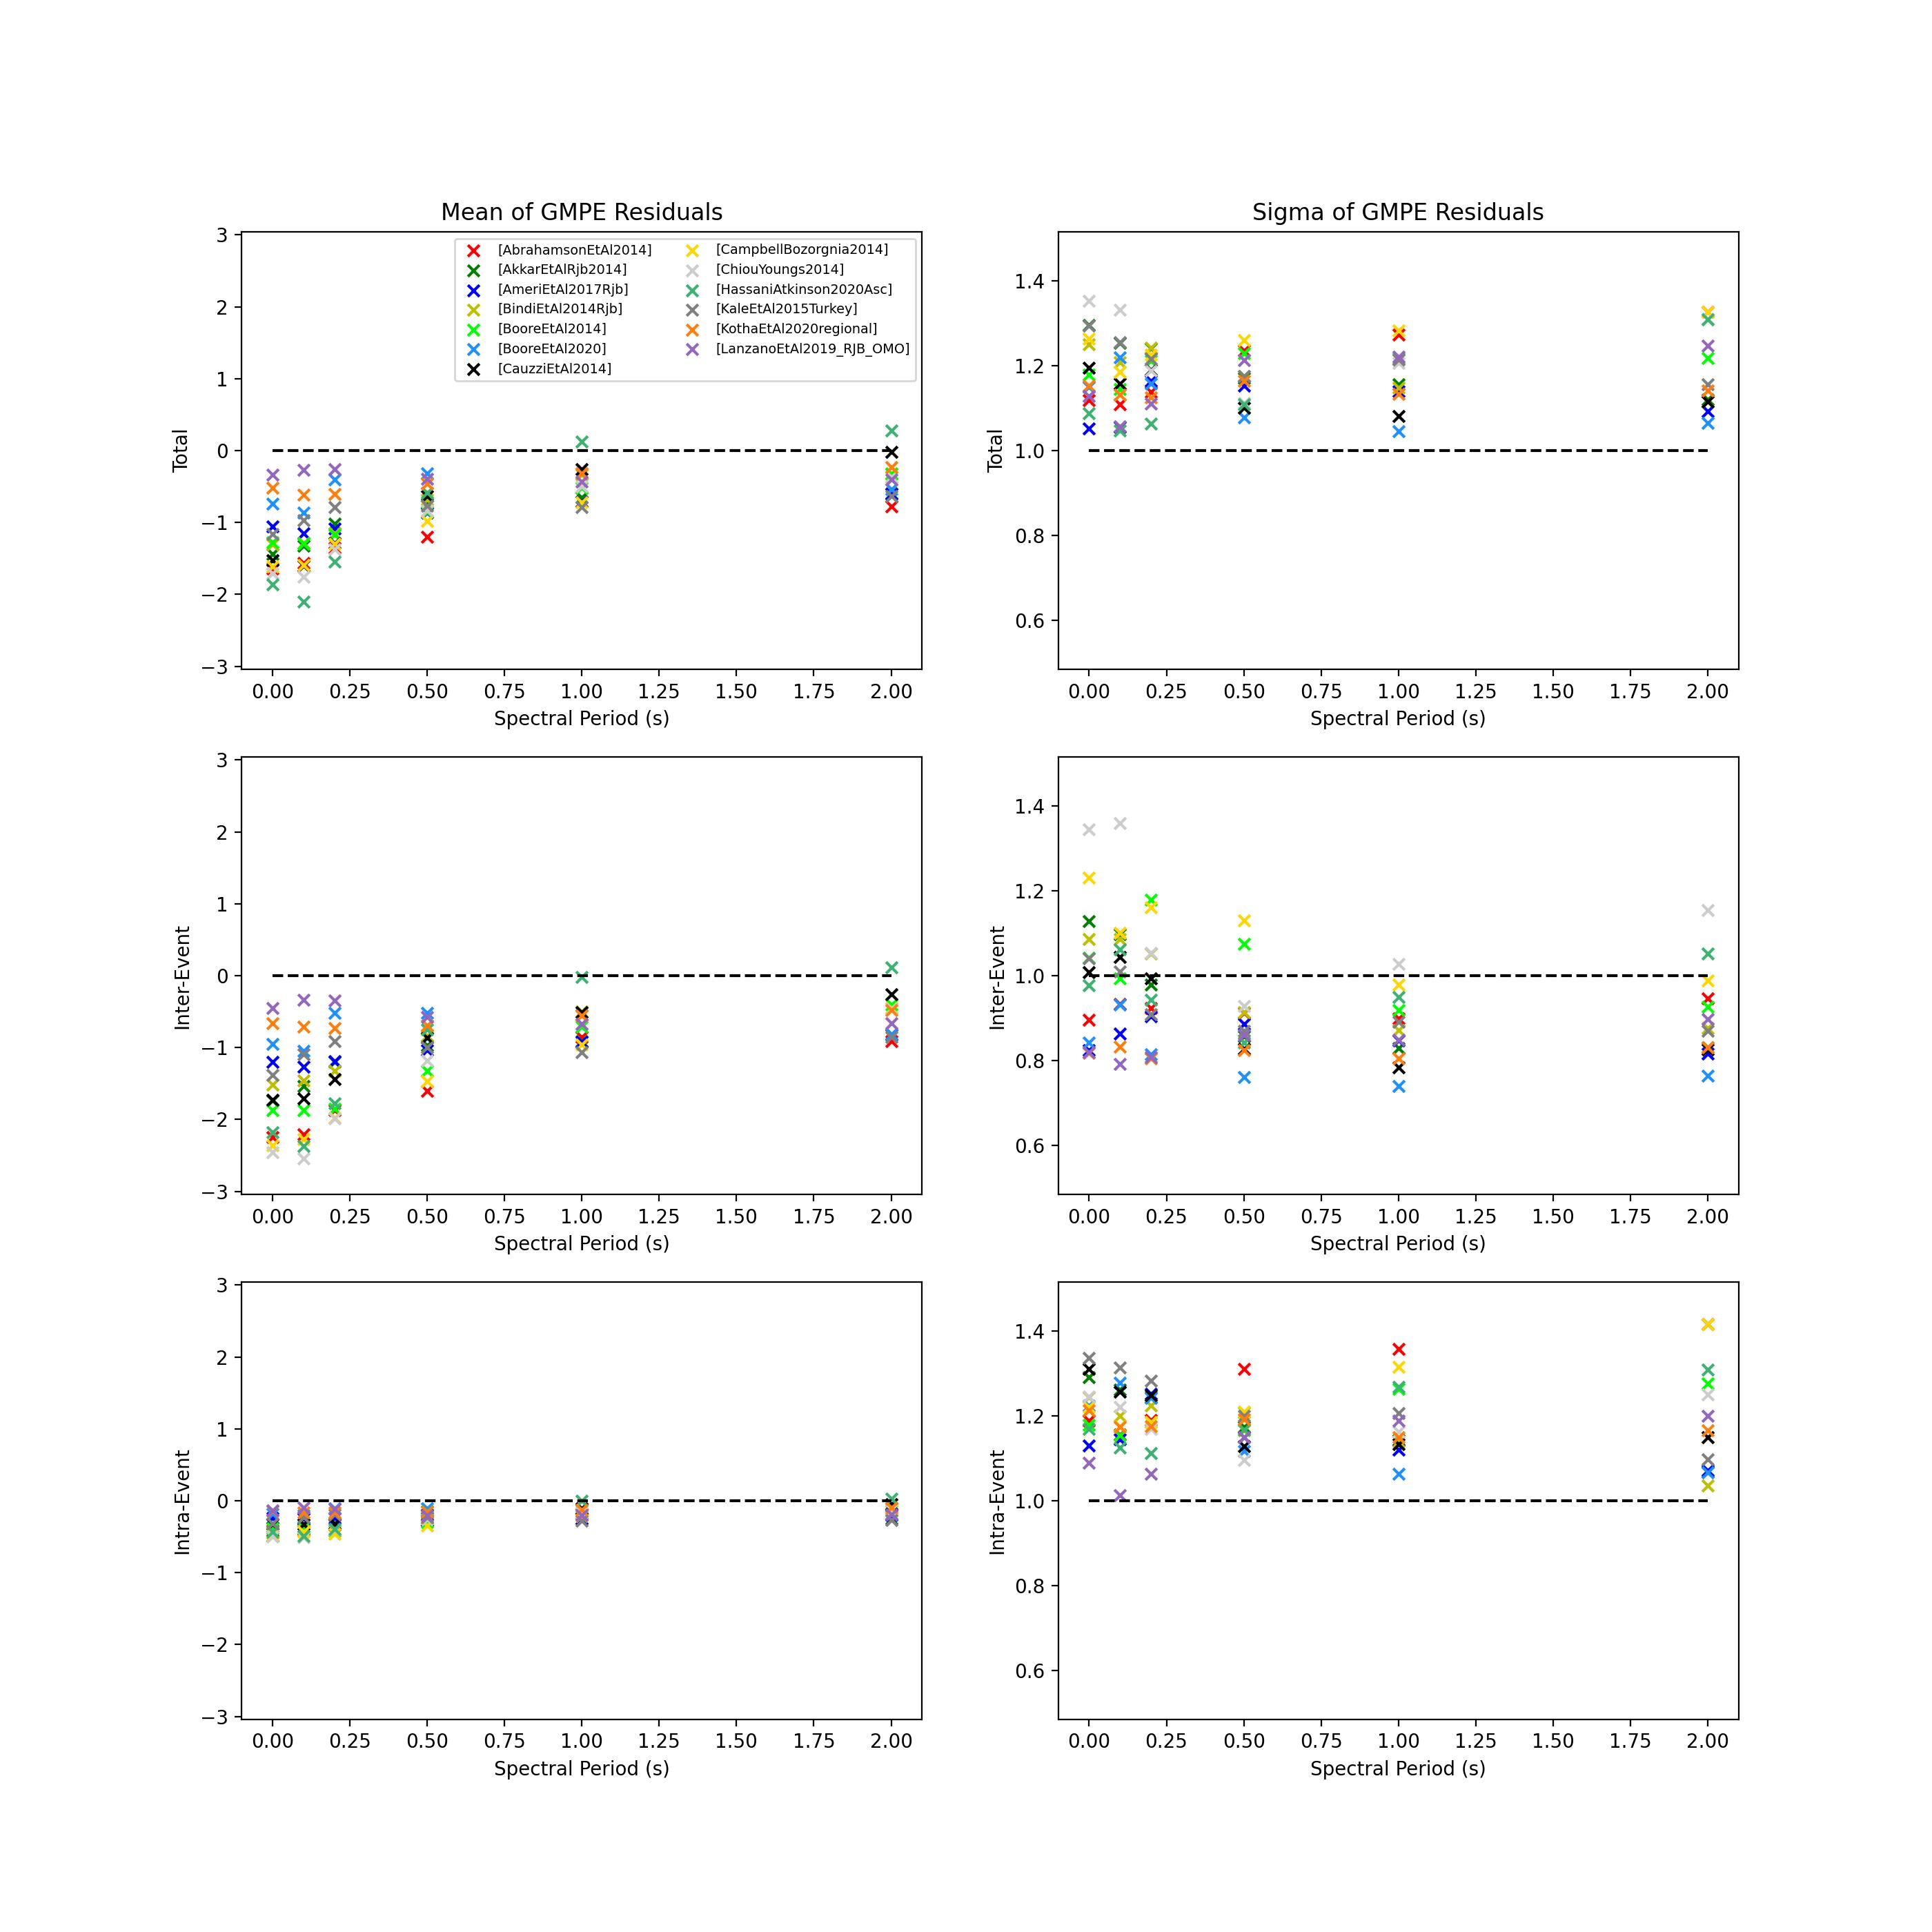 Mean of GMPE Residuals
Sigma of GMPE Residuals
Total
3
2
1
0
−1
−2
−3
[AbrahamsonEtAl2014]
[AkkarEtAlRjb2014]
[AmeriEtAl2017Rjb]
[BindiEtAl2014Rjb]
[BooreEtAl2014]
[BooreEtAl2020]
[CauzziEtAl2014]
[CampbellBozorgnia2014]
[ChiouYoungs2014]
[HassaniAtkinson2020Asc]
[KaleEtAl2015Turkey]
[KothaEtAl2020regional]
[LanzanoEtAl2019_RJB_OMO]
0.00 0.25 0.50 0.75 1.00 1.25 1.50 1.75 2.00
Spectral Period (s)
Total
1.4
1.2
1.0
0.8
0.6
0.00 0.25 0.50 0.75 1.00 1.25 1.50 1.75 2.00
Spectral Period (s)
Inter-Event
3
2
1
0
−1
−2
−3
0.00 0.25 0.50 0.75 1.00 1.25 1.50 1.75 2.00
Spectral Period (s)
Inter-Event
1.4
1.2
1.0
0.8
0.6
0.00 0.25 0.50 0.75 1.00 1.25 1.50 1.75 2.00
Spectral Period (s)
Intra-Event
3
2
1
0
−1
−2
−3
0.00 0.25 0.50 0.75 1.00 1.25 1.50 1.75 2.00
Spectral Period (s)
Intra-Event
1.4
1.2
1.0
0.8
0.6
0.00 0.25 0.50 0.75 1.00 1.25 1.50 1.75 2.00
Spectral Period (s)